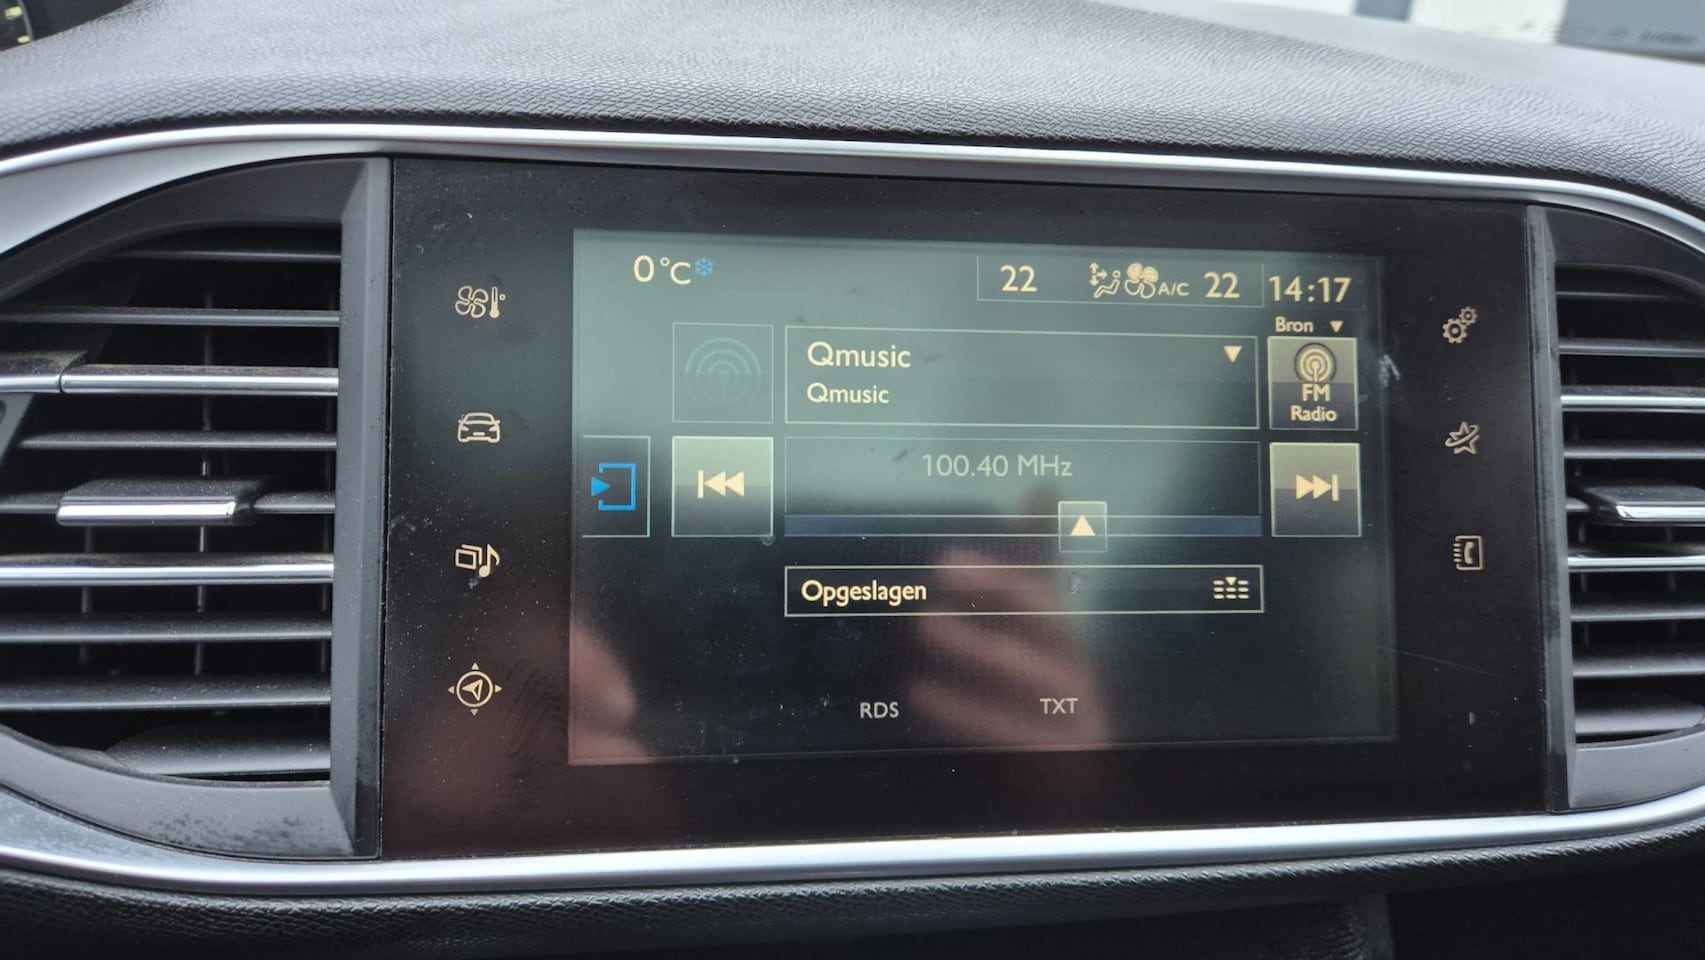 0°C
22 A/C 22 14:17
Bron
Qmusic
Qmusic
FM
Radio
100.40 MHz
Opgeslagen
RDS TXT